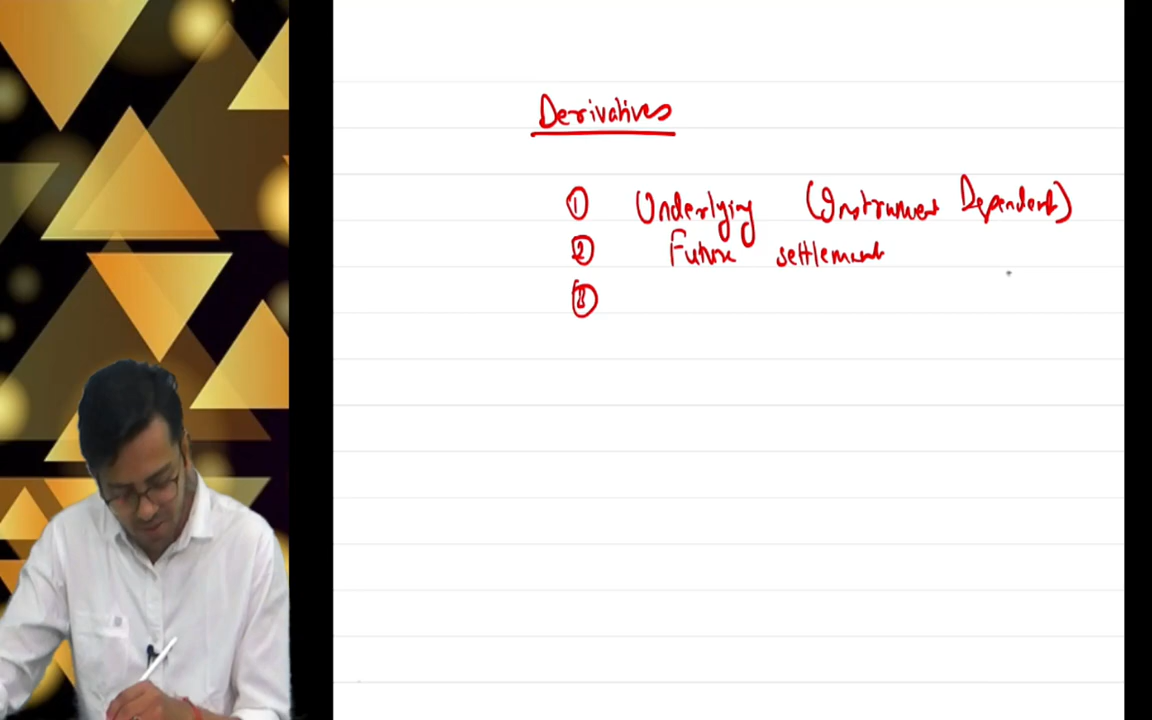 Derivatives
① Underlying (Instrument Dependent)
② Future settlement
③